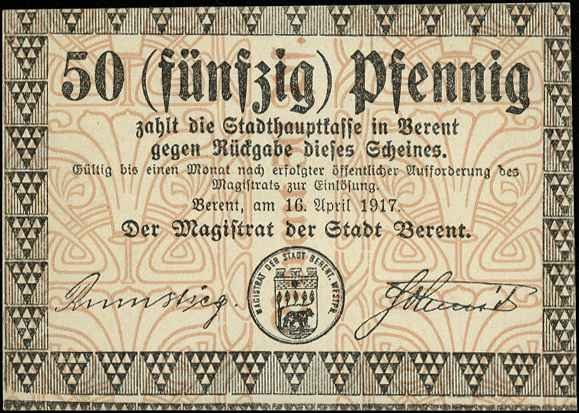 50 (fünfzig) Pfennig
zahlt die Stadthauptkasse in Berent
gegen Rückgabe dieses Scheines.
Gültig bis einen Monat nach erfolgter öffentlicher Aufforderung des
Magistrats zur Einlösung.
Berent, am 16. April 1917.
Der Magistrat der Stadt Berent.
MAGISTRAT DER STADT BERENT, WESTPR.